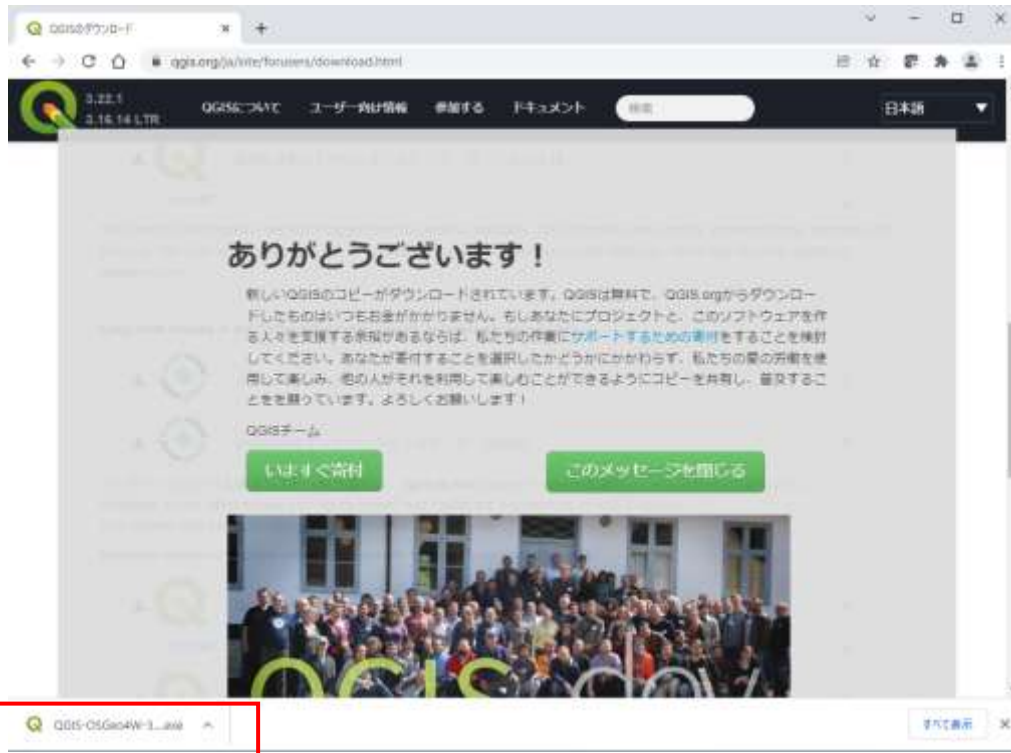 QGISのダウンロード
qgis.org/ja/site/forusers/download.html
3.22.1
3.16.14 LTR
QGISについて ユーザー向け情報 参加する ドキュメント 検索 日本語
ありがとうございます！
新しいQGISのコピーがダウンロードされています。QGISは無料で、QGIS.orgからダウンロー
ドしたものはいつもお金がかかりません。もしあなたにプロジェクトと、このソフトウェアを作
る人々を支援する余裕があるならば、私たちの作業にサポートするための寄付をすることを検討
してください。あなたが寄付することを選択したかどうかにかかわらず、私たちの愛の労働を使
用して楽しみ、他の人がそれを利用して楽しむことができるようにコピーを共有し、普及するこ
とをを願っています。よろしくお願いします！
QGISチーム
いますぐ寄付 このメッセージを閉じる
QGIS dev
QGIS-OSGeo4W-3....exe すべて表示